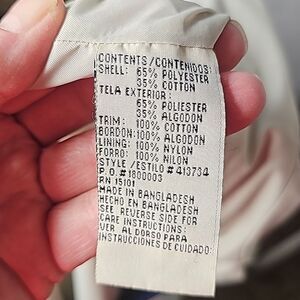 CONTENTS/CONTENIDOS:
SHELL: 65% POLYESTER
35% COTTON
TELA EXTERIOR:
65% POLIESTER
35% ALGODON
TRIM: 100% COTTON
BORDON: 100% ALGODON
LINING: 100% NYLON
FORRO: 100% NILON
STYLE/ESTILO #413734
P.O.#1800003
RN 15101
MADE IN BANGLADESH
HECHO EN BANGLADESH
SEE REVERSE SIDE FOR
CARE INSTRUCTIONS:
VER AL DORSO PARA
INSTRUCCIONES DE CUIDADO: